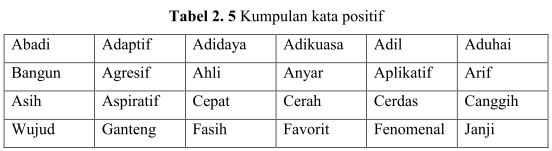 Tabel 2. 5 Kumpulan kata positif
Abadi Adaptif Adidaya Adikuasa Adil Aduhai
Bangun Agresif Ahli Anyar Aplikatif Arif
Asih Aspiratif Cepat Cerah Cerdas Canggih
Wujud Ganteng Fasih Favorit Fenomenal Janji